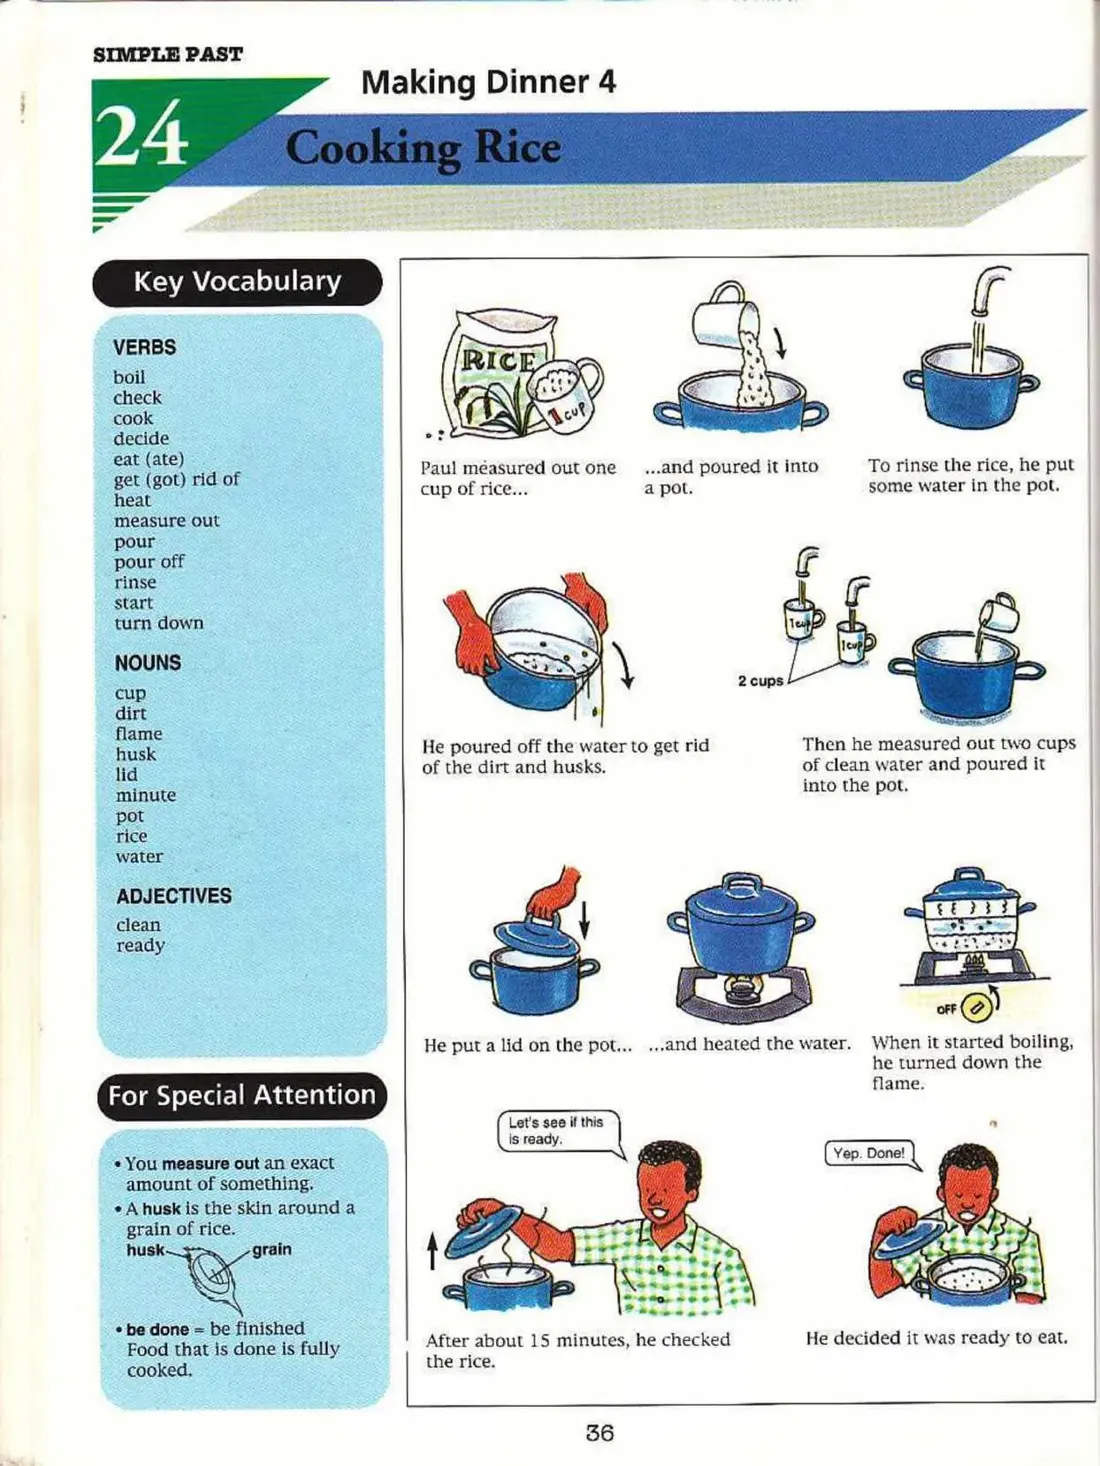 SIMPLE PAST
Making Dinner 4
24
Cooking Rice
Key Vocabulary
VERBS
boil
check
cook
decide
eat (ate)
get (got) rid of
heat
measure out
pour
pour off
rinse
start
turn down
NOUNS
cup
dirt
flame
husk
lid
minute
pot
rice
water
ADJECTIVES
clean
ready
For Special Attention
• You measure out an exact
amount of something.
• A husk is the skin around a
grain of rice.
husk
grain
• be done = be finished
Food that is done is fully
cooked.
RICE
1 cup
Paul measured out one
cup of rice...
...and poured it into
a pot.
To rinse the rice, he put
some water in the pot.
He poured off the water to get rid
of the dirt and husks.
1 cup
1 cup
2 cups
Then he measured out two cups
of clean water and poured it
into the pot.
He put a lid on the pot...
...and heated the water.
OFF
When it started boiling,
he turned down the
flame.
Let's see if this
is ready.
After about 15 minutes, he checked
the rice.
Yep. Done!
He decided it was ready to eat.
36